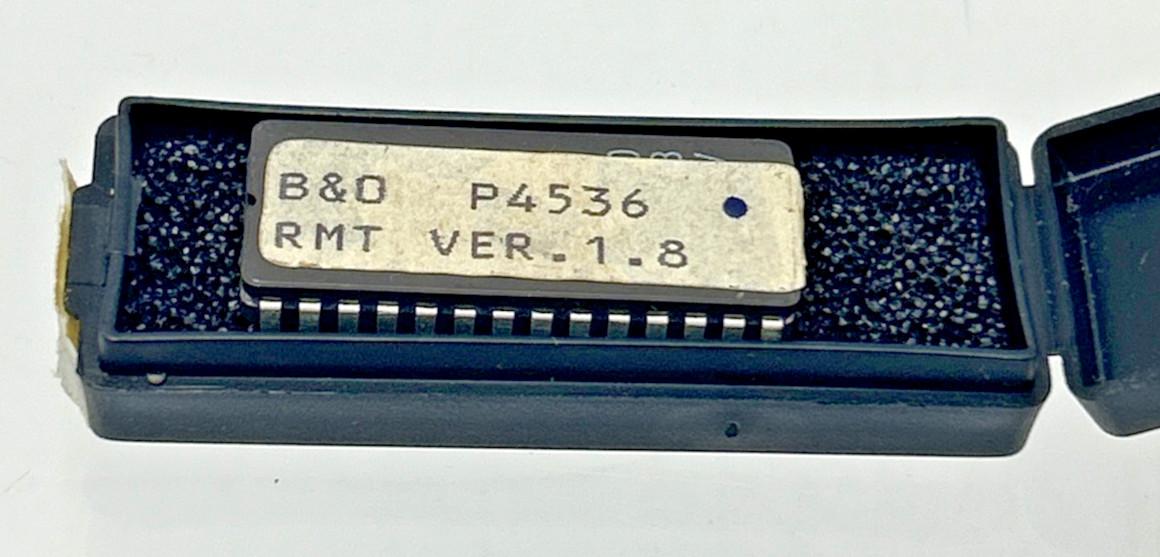 B&O P4536
RMT VER.1.8